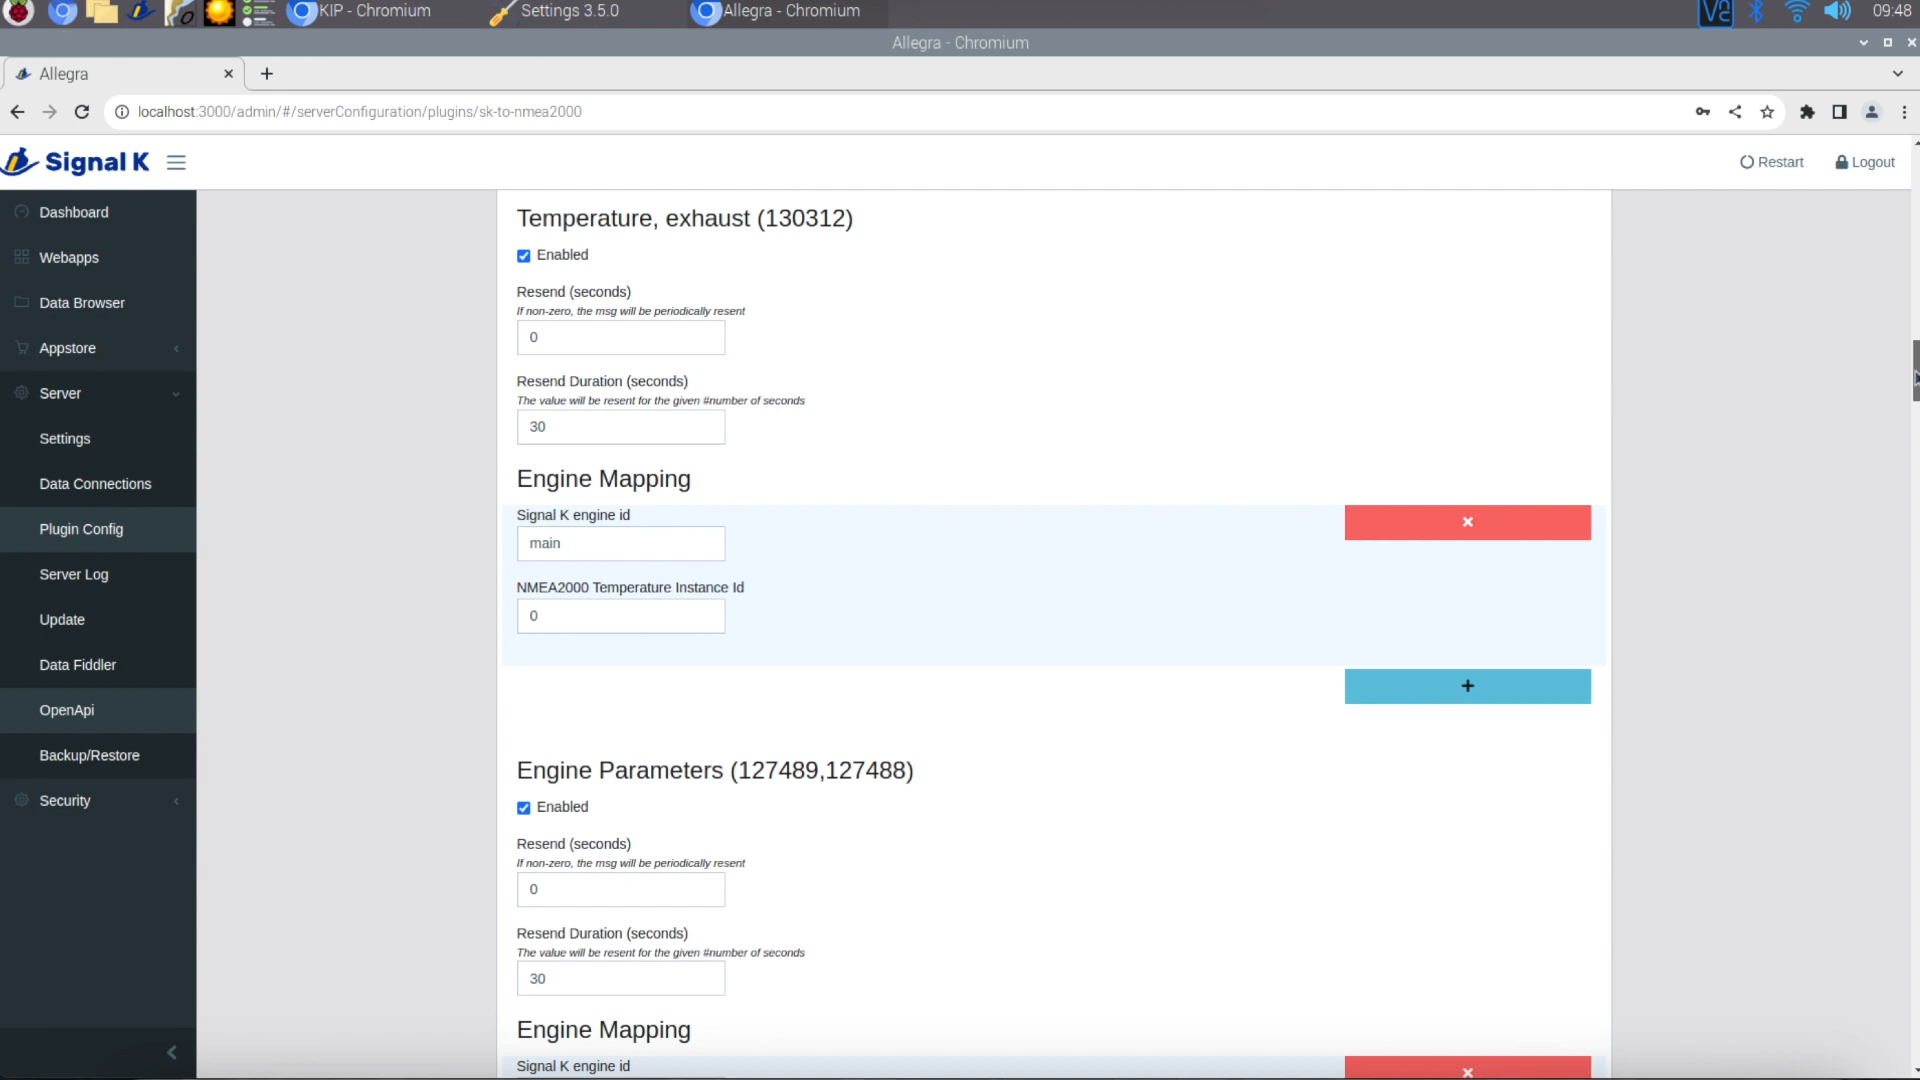 KIP - Chromium
Settings 3.5.0
Allegra - Chromium
V2
09:48
Allegra - Chromium
Allegra
localhost:3000/admin/#/serverConfiguration/plugins/sk-to-nmea2000
Signal K
Restart
Logout
Dashboard
Webapps
Data Browser
Appstore
Server
Settings
Data Connections
Plugin Config
Server Log
Update
Data Fiddler
OpenApi
Backup/Restore
Security
Temperature, exhaust (130312)
Enabled
Resend (seconds)
If non-zero, the msg will be periodically resent
0
Resend Duration (seconds)
The value will be resent for the given #number of seconds
30
Engine Mapping
Signal K engine id
main
NMEA2000 Temperature Instance Id
0
Engine Parameters (127489,127488)
Enabled
Resend (seconds)
If non-zero, the msg will be periodically resent
0
Resend Duration (seconds)
The value will be resent for the given #number of seconds
30
Engine Mapping
Signal K engine id